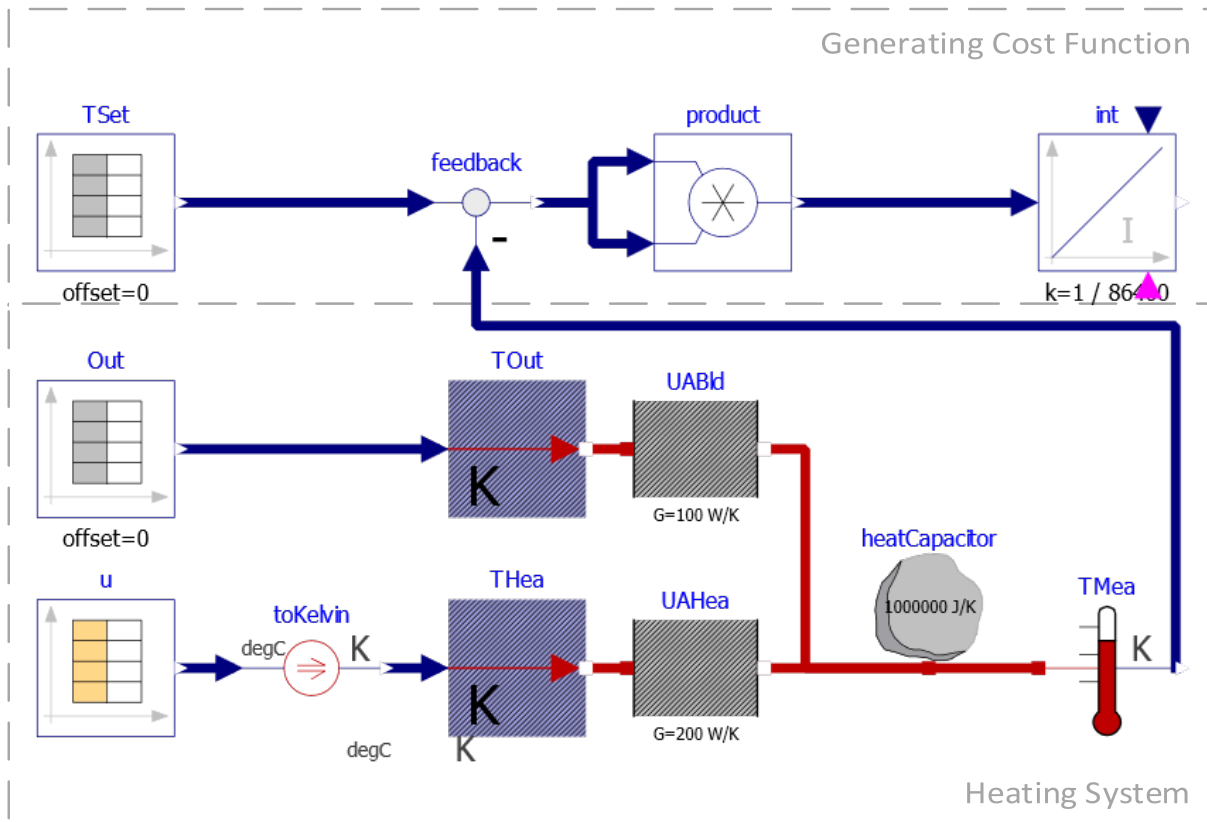 Generating Cost Function
TSet
product
int
feedback
-
I
offset=0
k=1 / 86400
Out
TOut
UABld
K
G=100 W/K
offset=0
heatCapacitor
u
THea
UAHea
TMea
toKelvin
1000000 J/K
degC
K
K
K
G=200 W/K
degC
K
Heating System